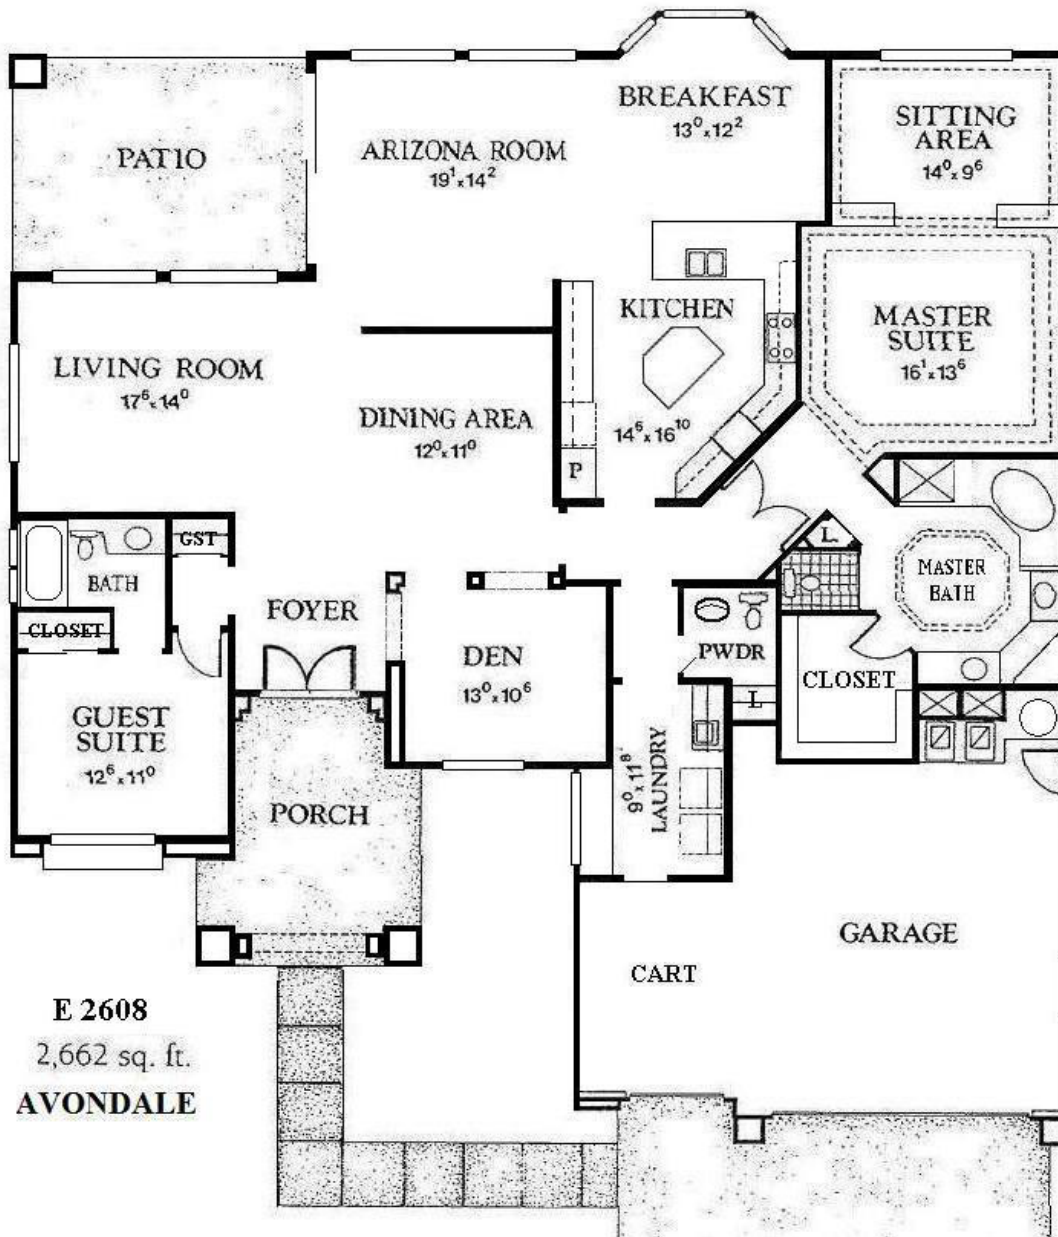 PATIO
ARIZONA ROOM
19¹x14²
BREAKFAST
13⁰x12²
SITTING
AREA
14⁰x9⁶
LIVING ROOM
17⁶x14⁰
DINING AREA
12⁰x11⁰
KITCHEN
14⁶x16¹⁰
P
MASTER
SUITE
16¹x13⁶
GST
BATH
CLOSET
FOYER
DEN
13⁰x10⁶
L.
MASTER
BATH
PWDR
L
CLOSET
GUEST
SUITE
12⁶x11⁰
PORCH
9⁰x11⁸
LAUNDRY
GARAGE
CART
E 2608
2,662 sq. ft.
AVONDALE